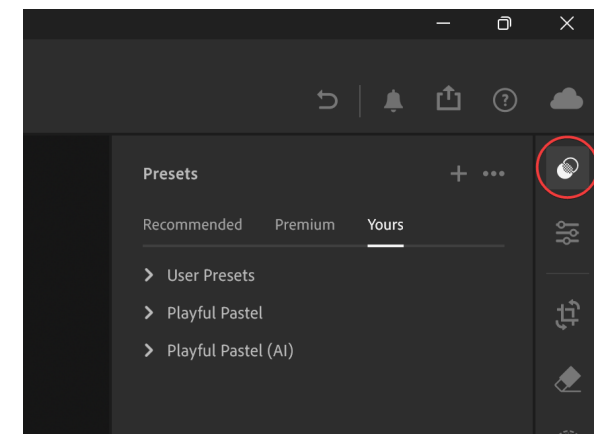 Presets
Recommended Premium Yours
User Presets
Playful Pastel
Playful Pastel (AI)